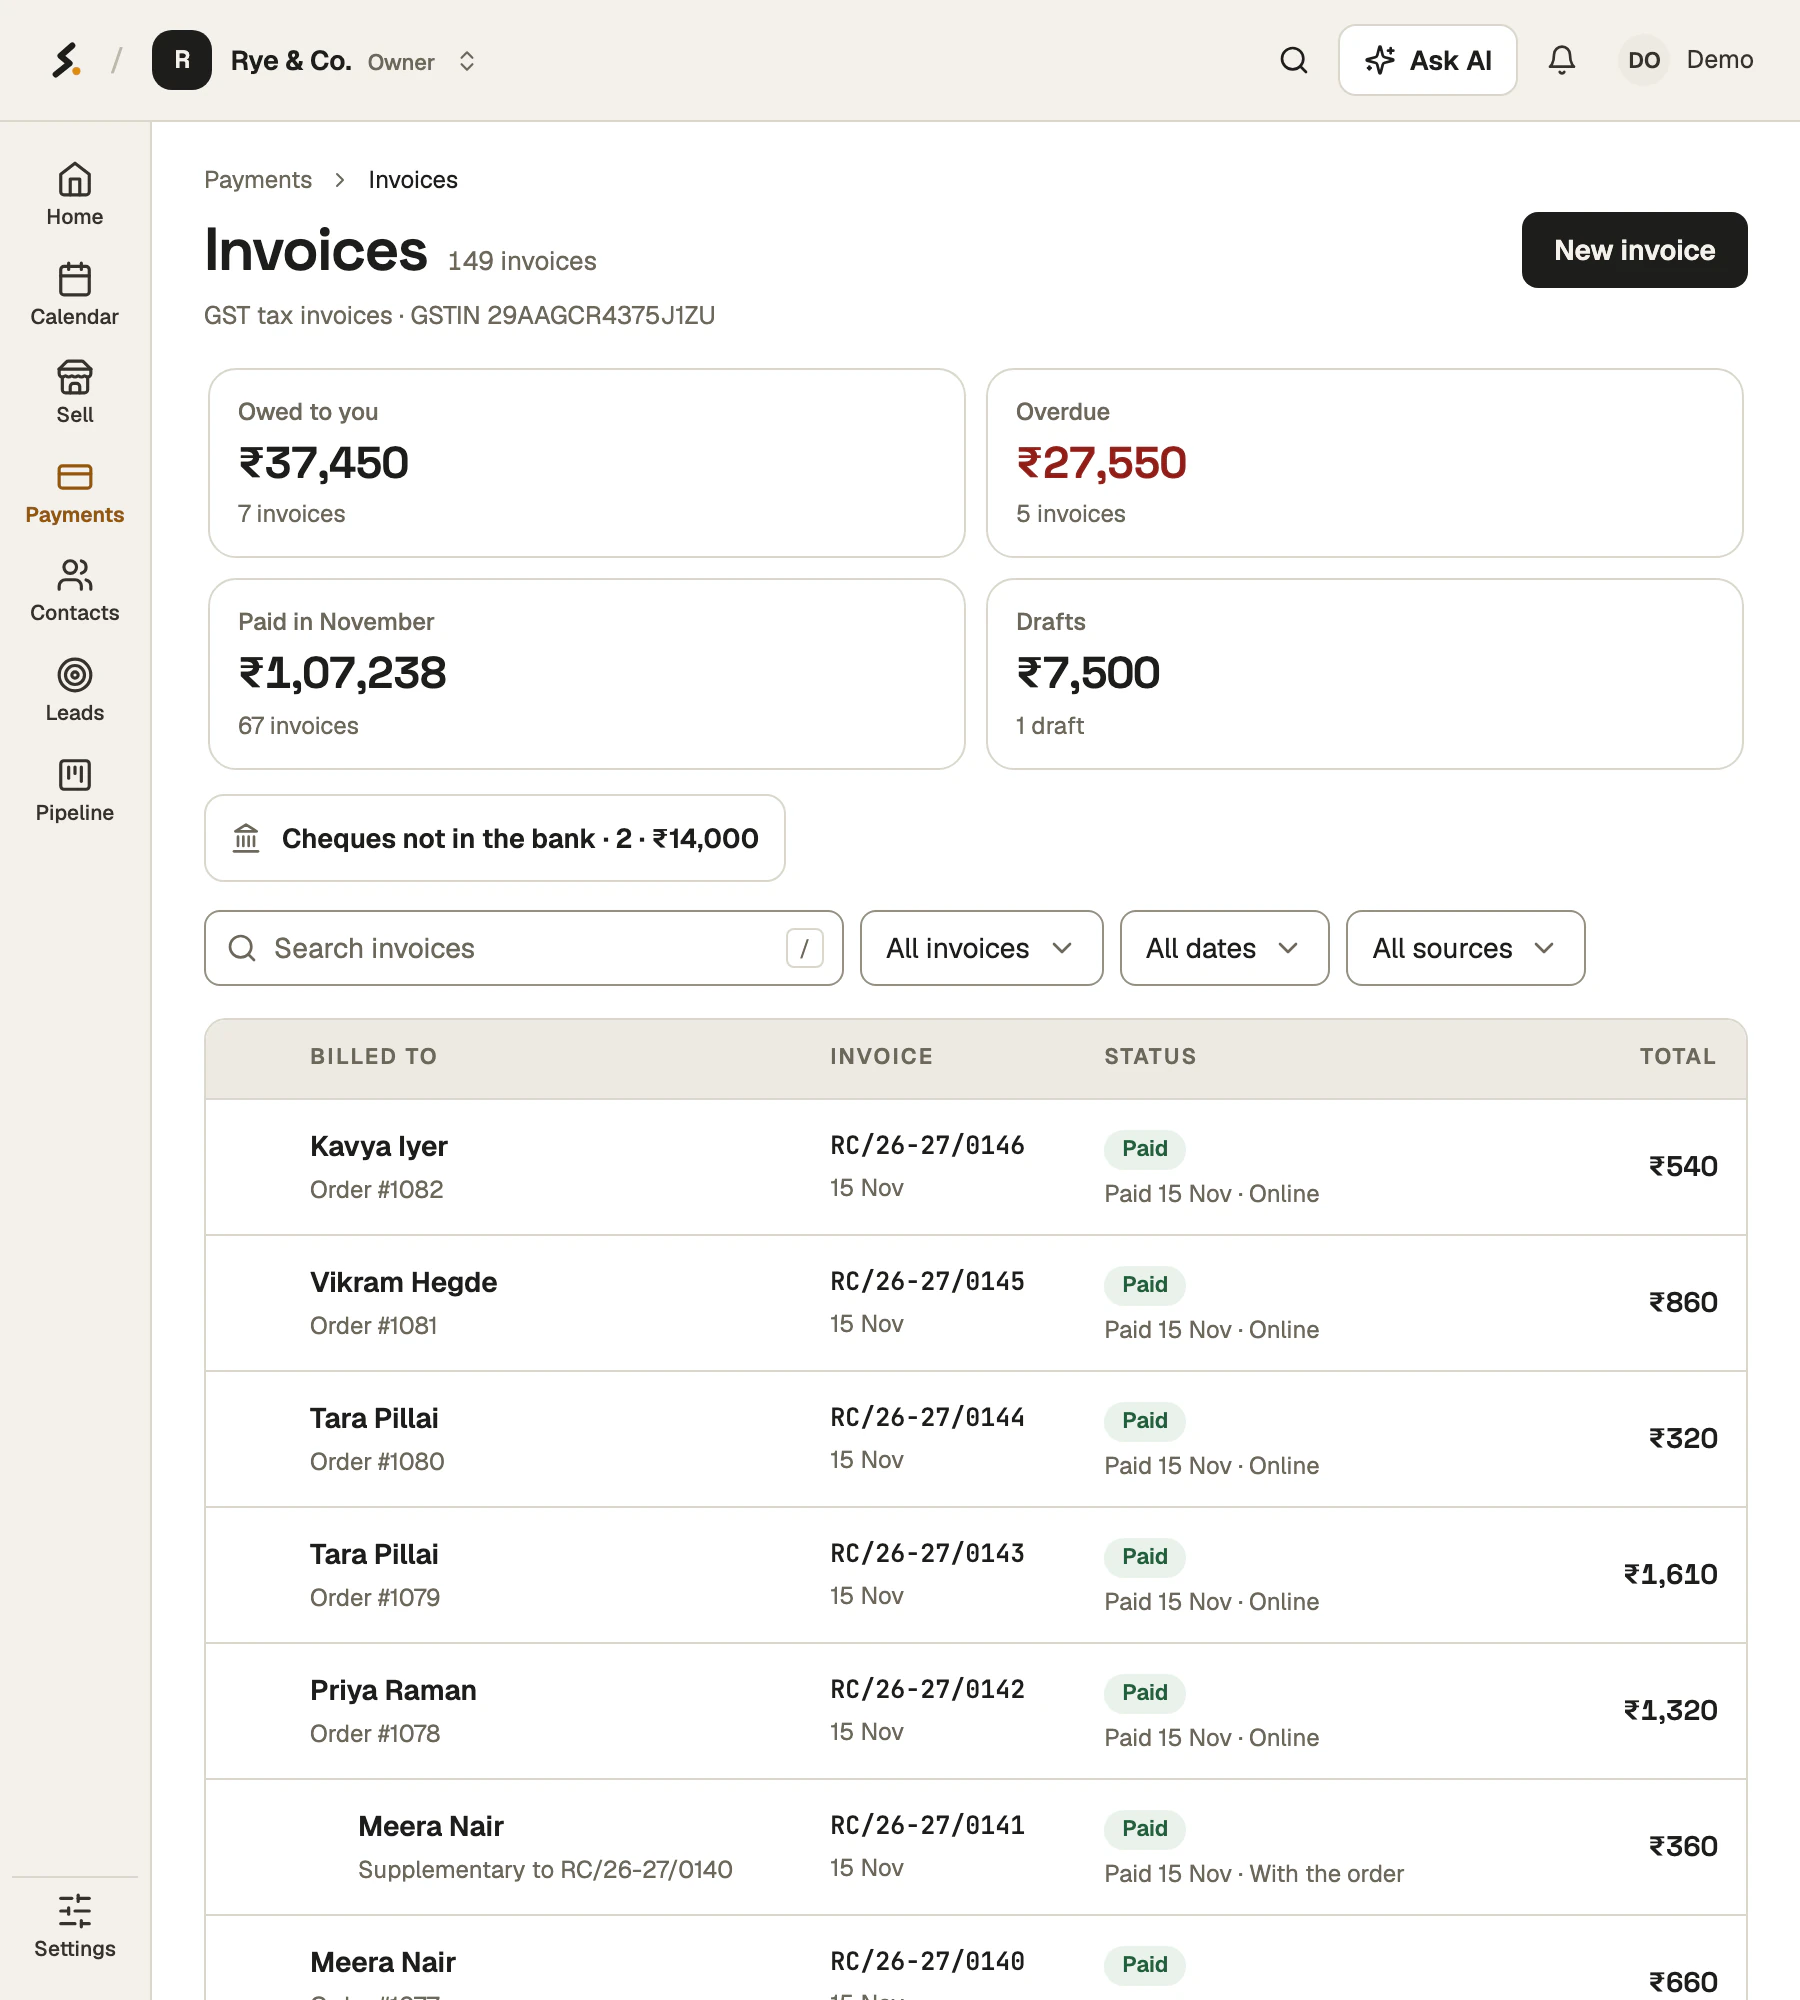 / R Rye & Co. Owner Ask AI DO Demo
Home
Calendar
Sell
Payments
Contacts
Leads
Pipeline
Settings
Payments > Invoices
Invoices 149 invoices
New invoice
GST tax invoices · GSTIN 29AAGCR4375J1ZU
Owed to you
₹37,450
7 invoices
Overdue
₹27,550
5 invoices
Paid in November
₹1,07,238
67 invoices
Drafts
₹7,500
1 draft
Cheques not in the bank · 2 · ₹14,000
Search invoices / All invoices All dates All sources
BILLED TO INVOICE STATUS TOTAL
Kavya Iyer RC/26-27/0146 Paid ₹540
Order #1082 15 Nov Paid 15 Nov · Online
Vikram Hegde RC/26-27/0145 Paid ₹860
Order #1081 15 Nov Paid 15 Nov · Online
Tara Pillai RC/26-27/0144 Paid ₹320
Order #1080 15 Nov Paid 15 Nov · Online
Tara Pillai RC/26-27/0143 Paid ₹1,610
Order #1079 15 Nov Paid 15 Nov · Online
Priya Raman RC/26-27/0142 Paid ₹1,320
Order #1078 15 Nov Paid 15 Nov · Online
Meera Nair RC/26-27/0141 Paid ₹360
Supplementary to RC/26-27/0140 15 Nov Paid 15 Nov · With the order
Meera Nair RC/26-27/0140 Paid ₹660